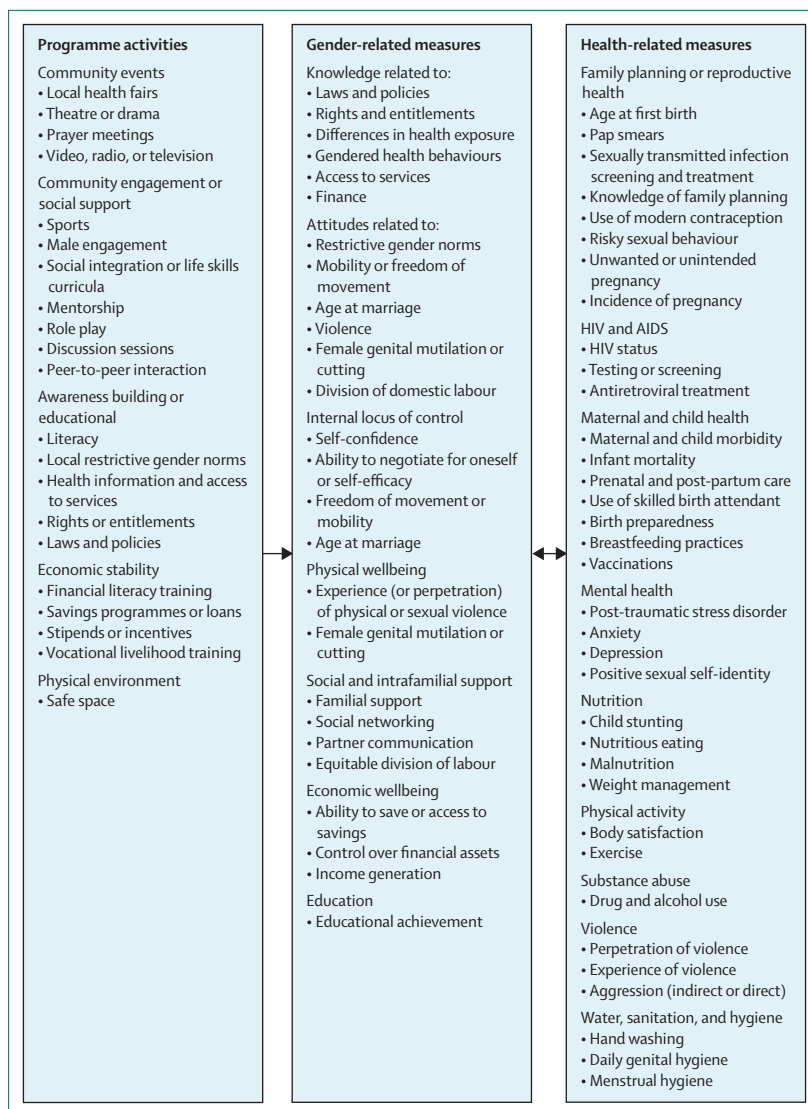 Programme activities
Community events
• Local health fairs
• Theatre or drama
• Prayer meetings
• Video, radio, or television
Community engagement or
social support
• Sports
• Male engagement
• Social integration or life skills
curricula
• Mentorship
• Role play
• Discussion sessions
• Peer-to-peer interaction
Awareness building or
educational
• Literacy
• Local restrictive gender norms
• Health information and access
to services
• Rights or entitlements
• Laws and policies
Economic stability
• Financial literacy training
• Savings programmes or loans
• Stipends or incentives
• Vocational livelihood training
Physical environment
• Safe space
Gender-related measures
Knowledge related to:
• Laws and policies
• Rights and entitlements
• Differences in health exposure
• Gendered health behaviours
• Access to services
• Finance
Attitudes related to:
• Restrictive gender norms
• Mobility or freedom of
movement
• Age at marriage
• Violence
• Female genital mutilation or
cutting
• Division of domestic labour
Internal locus of control
• Self-confidence
• Ability to negotiate for oneself
or self-efficacy
• Freedom of movement or
mobility
• Age at marriage
Physical wellbeing
• Experience (or perpetration)
of physical or sexual violence
• Female genital mutilation or
cutting
Social and intrafamilial support
• Familial support
• Social networking
• Partner communication
• Equitable division of labour
Economic wellbeing
• Ability to save or access to
savings
• Control over financial assets
• Income generation
Education
• Educational achievement
Health-related measures
Family planning or reproductive
health
• Age at first birth
• Pap smears
• Sexually transmitted infection
screening and treatment
• Knowledge of family planning
• Use of modern contraception
• Risky sexual behaviour
• Unwanted or unintended
pregnancy
• Incidence of pregnancy
HIV and AIDS
• HIV status
• Testing or screening
• Antiretroviral treatment
Maternal and child health
• Maternal and child morbidity
• Infant mortality
• Prenatal and post-partum care
• Use of skilled birth attendant
• Birth preparedness
• Breastfeeding practices
• Vaccinations
Mental health
• Post-traumatic stress disorder
• Anxiety
• Depression
• Positive sexual self-identity
Nutrition
• Child stunting
• Nutritious eating
• Malnutrition
• Weight management
Physical activity
• Body satisfaction
• Exercise
Substance abuse
• Drug and alcohol use
Violence
• Perpetration of violence
• Experience of violence
• Aggression (indirect or direct)
Water, sanitation, and hygiene
• Hand washing
• Daily genital hygiene
• Menstrual hygiene